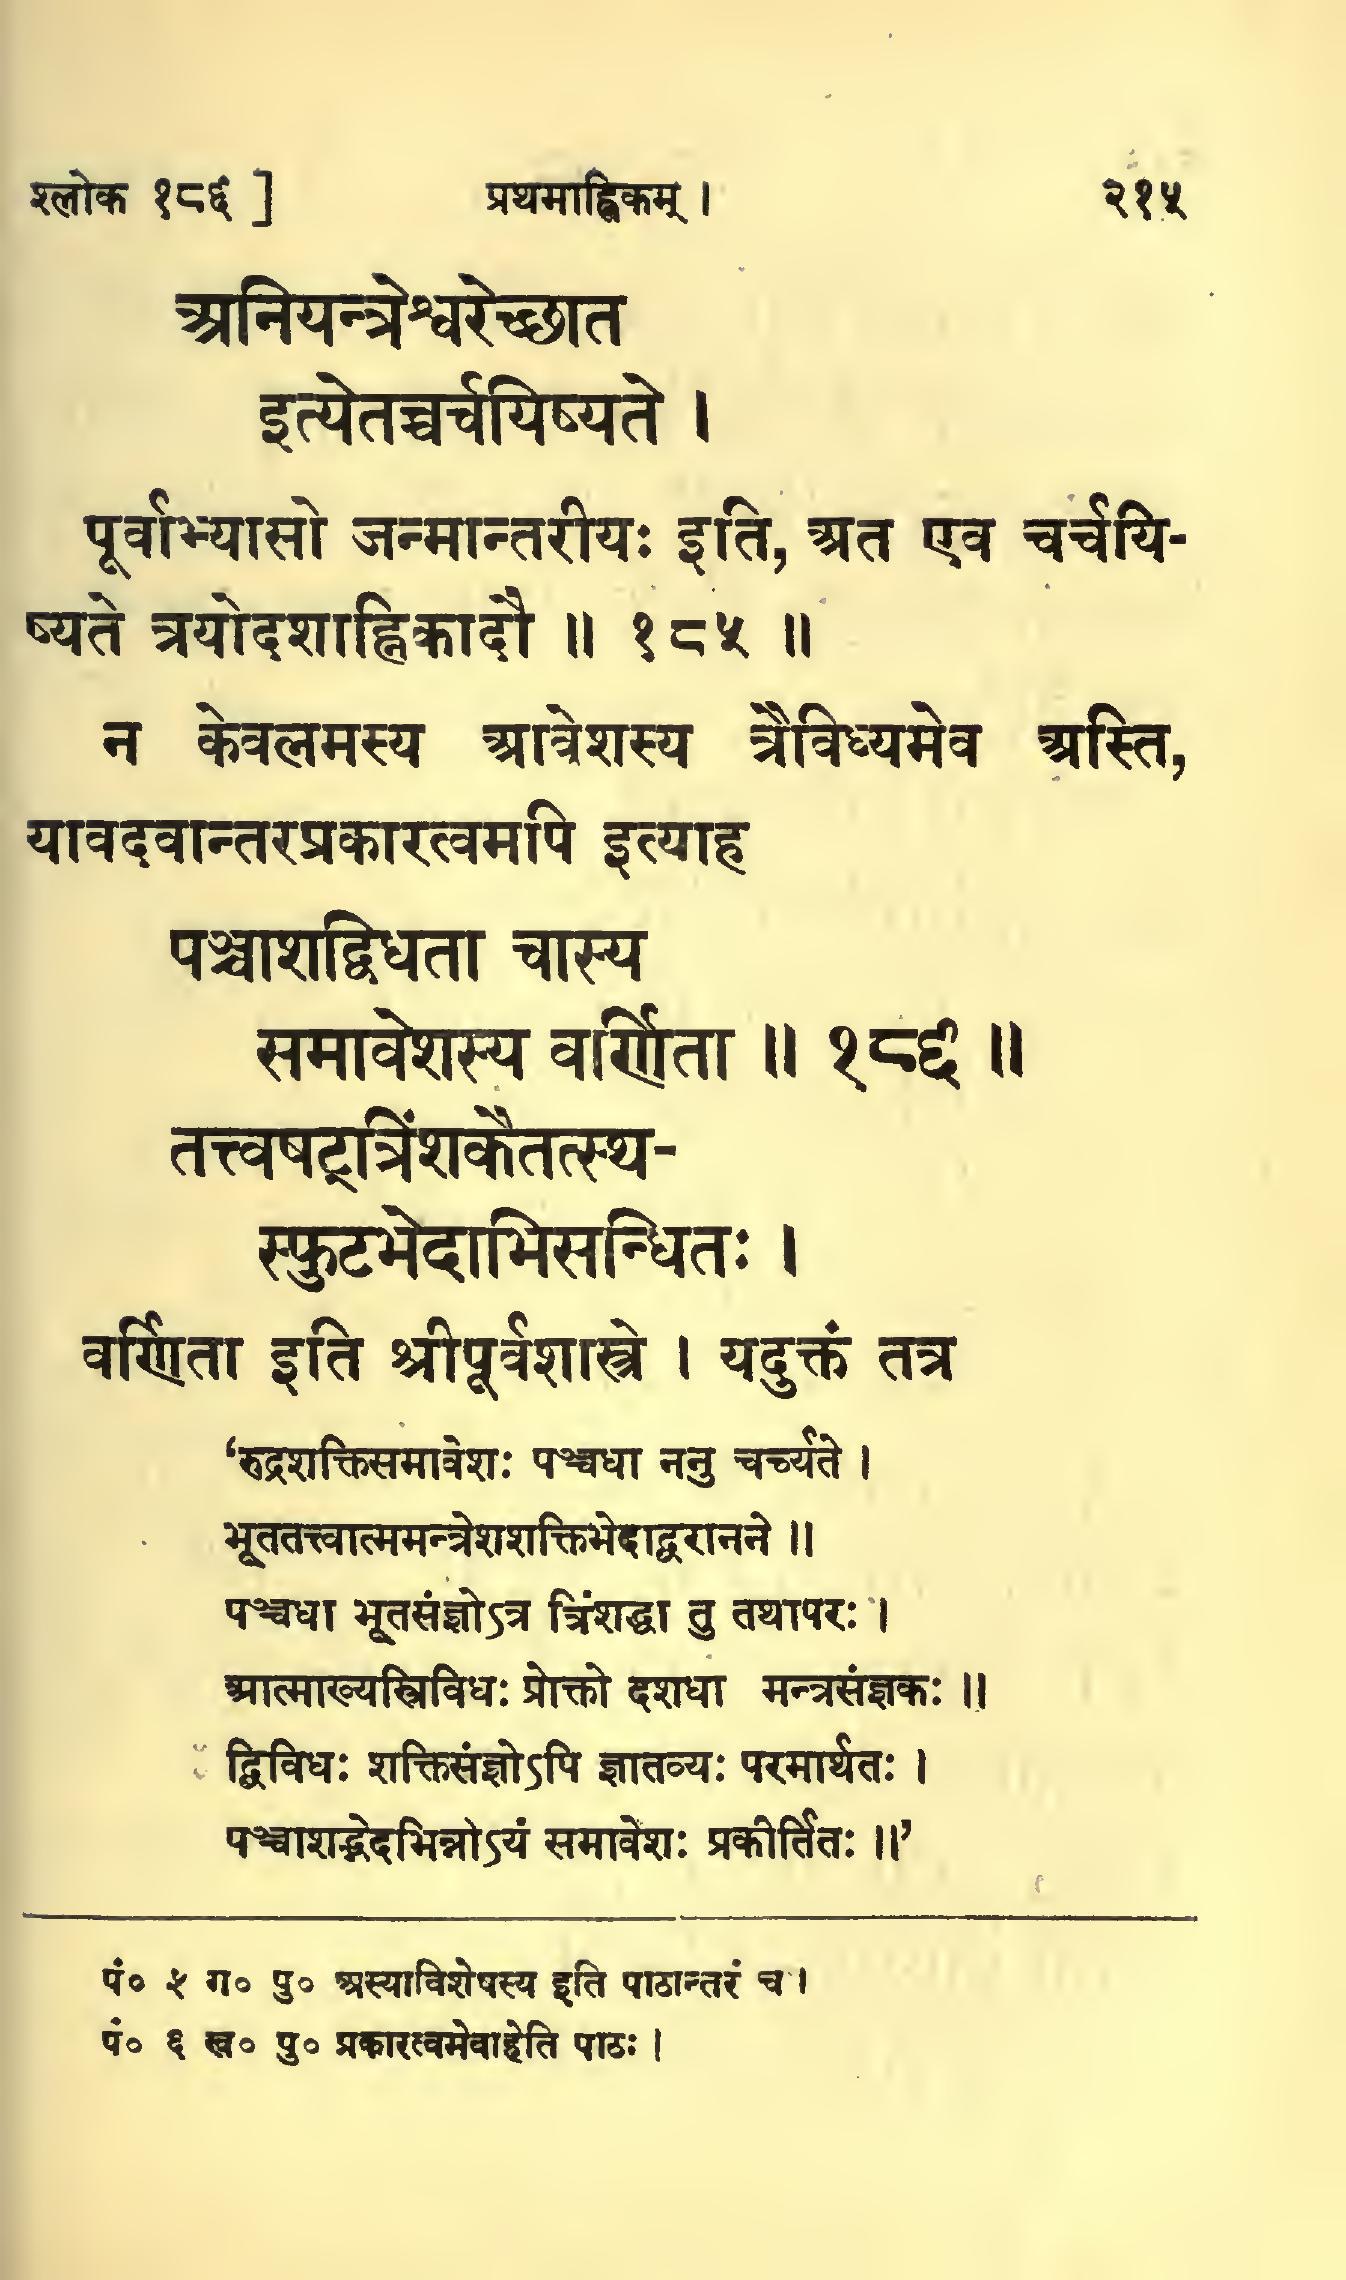 श्लोक १८६ ] प्रथमाह्निकम् । २१५
अनियन्त्रेश्वरेच्छात
इत्येतच्चर्चयिष्यते ।
पूर्वाभ्यासो जन्मान्तरीयः इति, अत एव चर्चयि-
ष्यते त्रयोदशाह्निकादौ ॥ १८५ ॥
न केवलमस्य आवेशस्य त्रैविध्यमेव अस्ति,
यावदवान्तरप्रकारत्वमपि इत्याह
पञ्चाशद्विधता चास्य
समावेशस्य वर्णिता ॥ १८६ ॥
तत्त्वषट्त्रिंशकैतत्स्थ-
स्फुटभेदाभिसन्धितः ।
वर्णिता इति श्रीपूर्वशास्त्रे । यदुक्तं तत्र
‘रुद्रशक्तिसमावेशः पञ्चधा ननु चर्च्यते ।
भूततत्त्वात्ममन्त्रेशशक्तिभेदाद्वरानने ॥
पञ्चधा भूतसंज्ञोऽत्र त्रिंशद्धा तु तथापरः ।
आत्माख्यस्त्रिविधः प्रोक्तो दशधा मन्त्रसंज्ञकः ॥
द्विविधः शक्तिसंज्ञोऽपि ज्ञातव्यः परमार्थतः ।
पञ्चाशद्भेदभिन्नोऽयं समावेशः प्रकीर्तितः ॥’
पं० ५ ग० पु० अस्याविशेषस्य इति पाठान्तरं च ।
पं० ६ ख० पु० प्रकारत्वमेवाहेति पाठः ।